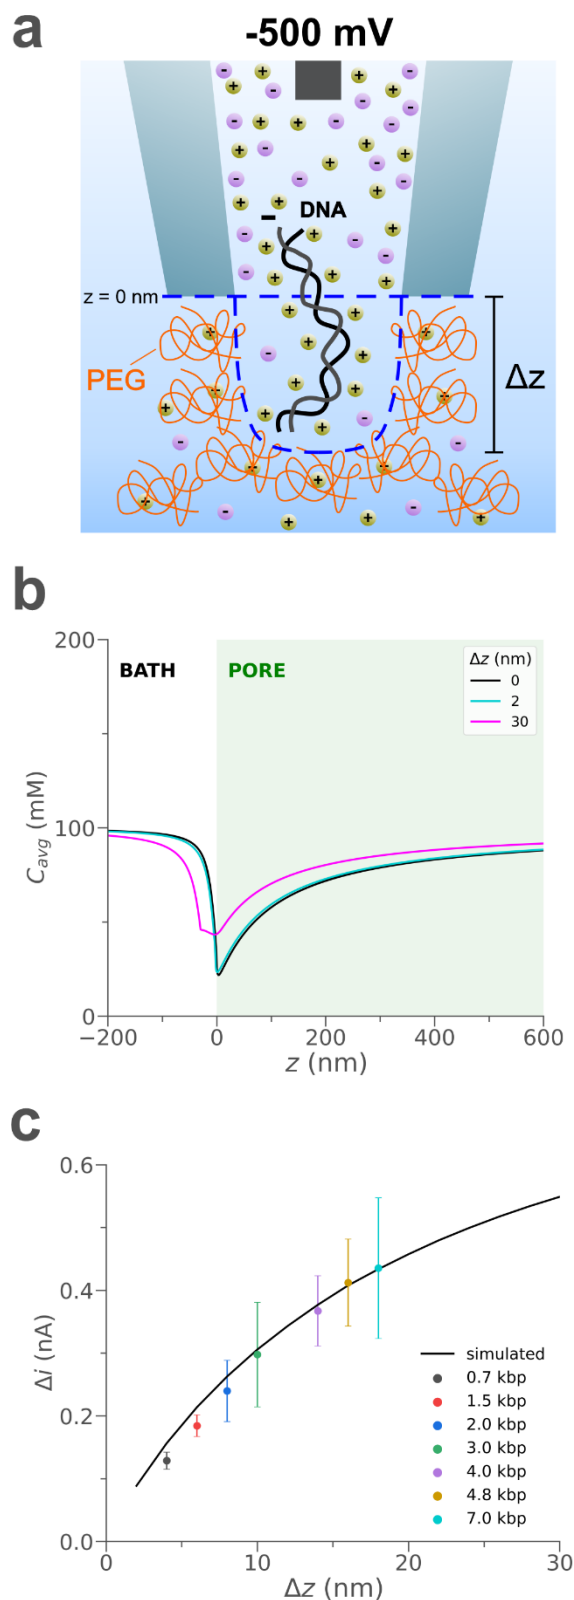 a
-500 mV
- DNA
z = 0 nm
PEG
Δz
b
200
BATH PORE
Δz (nm)
0
2
30
C_avg (mM)
100
0
−200 0 200 400 600
z (nm)
c
0.6
0.4
Δi (nA)
0.2
0.0
simulated
0.7 kbp
1.5 kbp
2.0 kbp
3.0 kbp
4.0 kbp
4.8 kbp
7.0 kbp
0 10 20 30
Δz (nm)